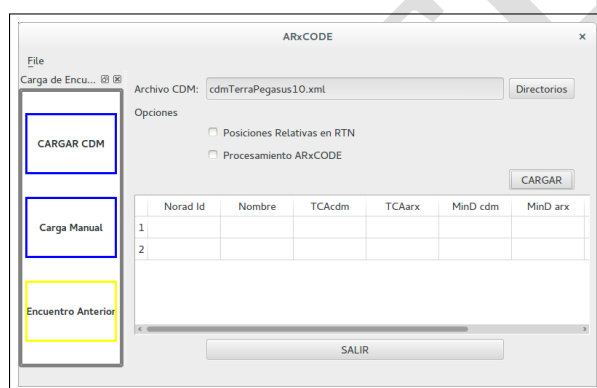 ARxCODE ×
File
Carga de Encu...
Archivo CDM: cdmTerraPegasus10.xml Directorios
Opciones
CARGAR CDM
Posiciones Relativas en RTN
Procesamiento ARxCODE
CARGAR
Norad Id Nombre TCAcdm TCAarx MinD cdm MinD arx
Carga Manual
1
2
Encuentro Anterior
SALIR